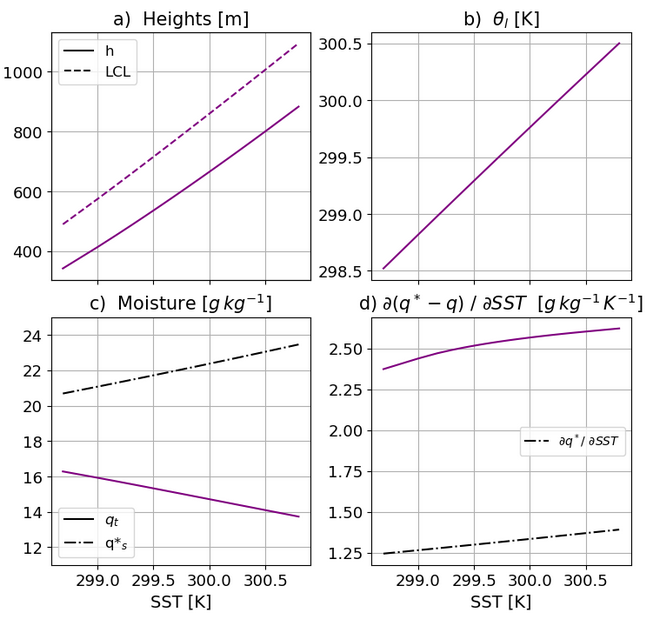 a) Heights [m]
h
LCL
1000
800
600
400
b) θ_l [K]
300.5
300.0
299.5
299.0
298.5
c) Moisture [g kg⁻¹]
24
22
20
18
16
14
12
q_t
q*_s
299.0 299.5 300.0 300.5
SST [K]
d) ∂(q* − q) / ∂SST [g kg⁻¹ K⁻¹]
2.50
2.25
2.00
1.75
1.50
1.25
∂q*/ ∂SST
299.0 299.5 300.0 300.5
SST [K]